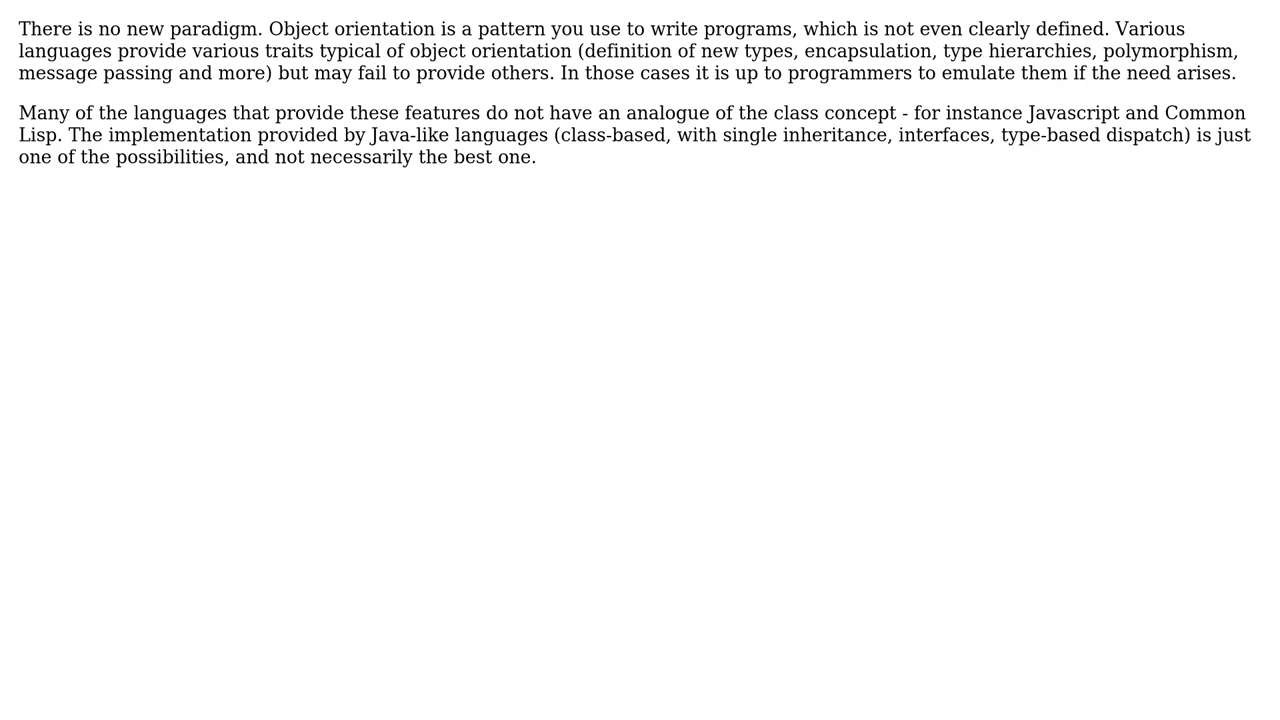 There is no new paradigm. Object orientation is a pattern you use to write programs, which is not even clearly defined. Various
languages provide various traits typical of object orientation (definition of new types, encapsulation, type hierarchies, polymorphism,
message passing and more) but may fail to provide others. In those cases it is up to programmers to emulate them if the need arises.
Many of the languages that provide these features do not have an analogue of the class concept - for instance Javascript and Common
Lisp. The implementation provided by Java-like languages (class-based, with single inheritance, interfaces, type-based dispatch) is just
one of the possibilities, and not necessarily the best one.